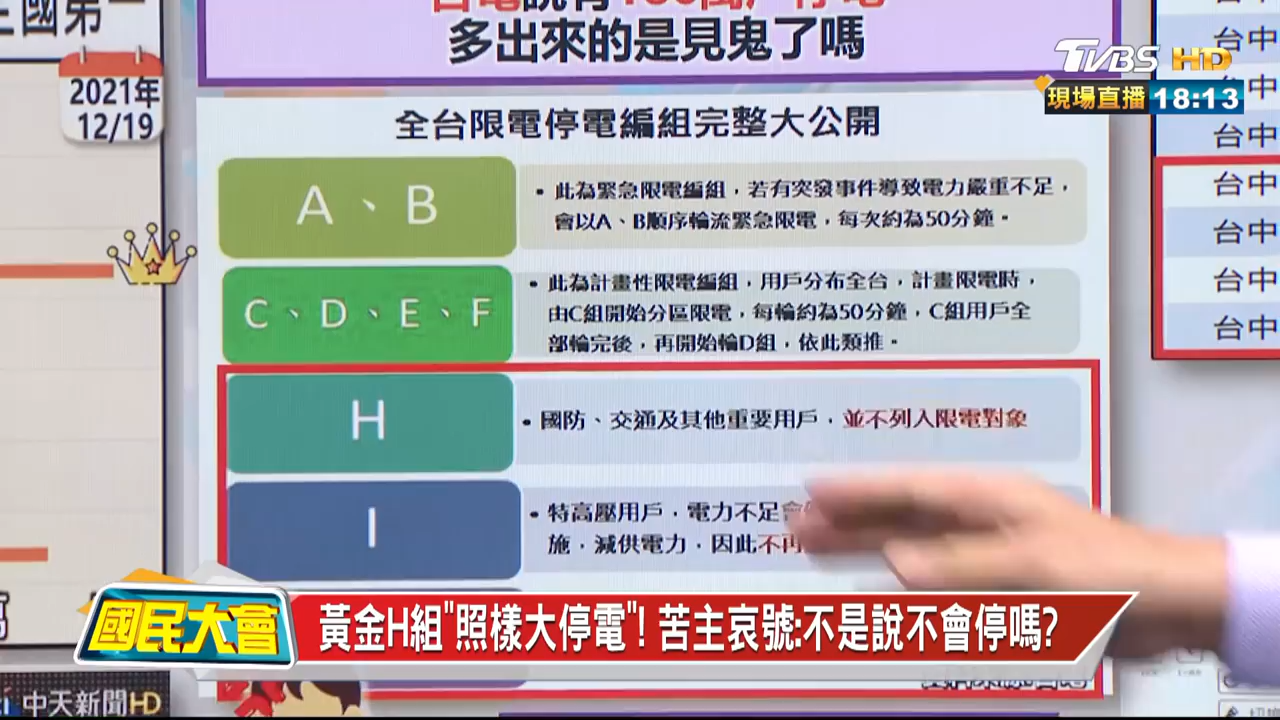 國第一
多出來的是見鬼了嗎
TVBS HD
現場直播 18:13
2021年
12/19
全台限電停電編組完整大公開
A、B
• 此為緊急限電編組，若有突發事件導致電力嚴重不足，
會以A、B順序輪流緊急限電，每次約為50分鐘。
C、D、E、F
• 此為計畫性限電編組，用戶分布全台，計畫限電時，
由C組開始分區限電，每輪約為50分鐘，C組用戶全
部輪完後，再開始輪D組，依此類推。
H
• 國防、交通及其他重要用戶，並不列入限電對象
I
• 特高壓用戶，電力不足
施，減供電力，因此不再
台中
台中
台中
台中
台中
台中
台中
國民大會
黃金H組"照樣大停電"! 苦主哀號:不是說不會停嗎?
中天新聞HD